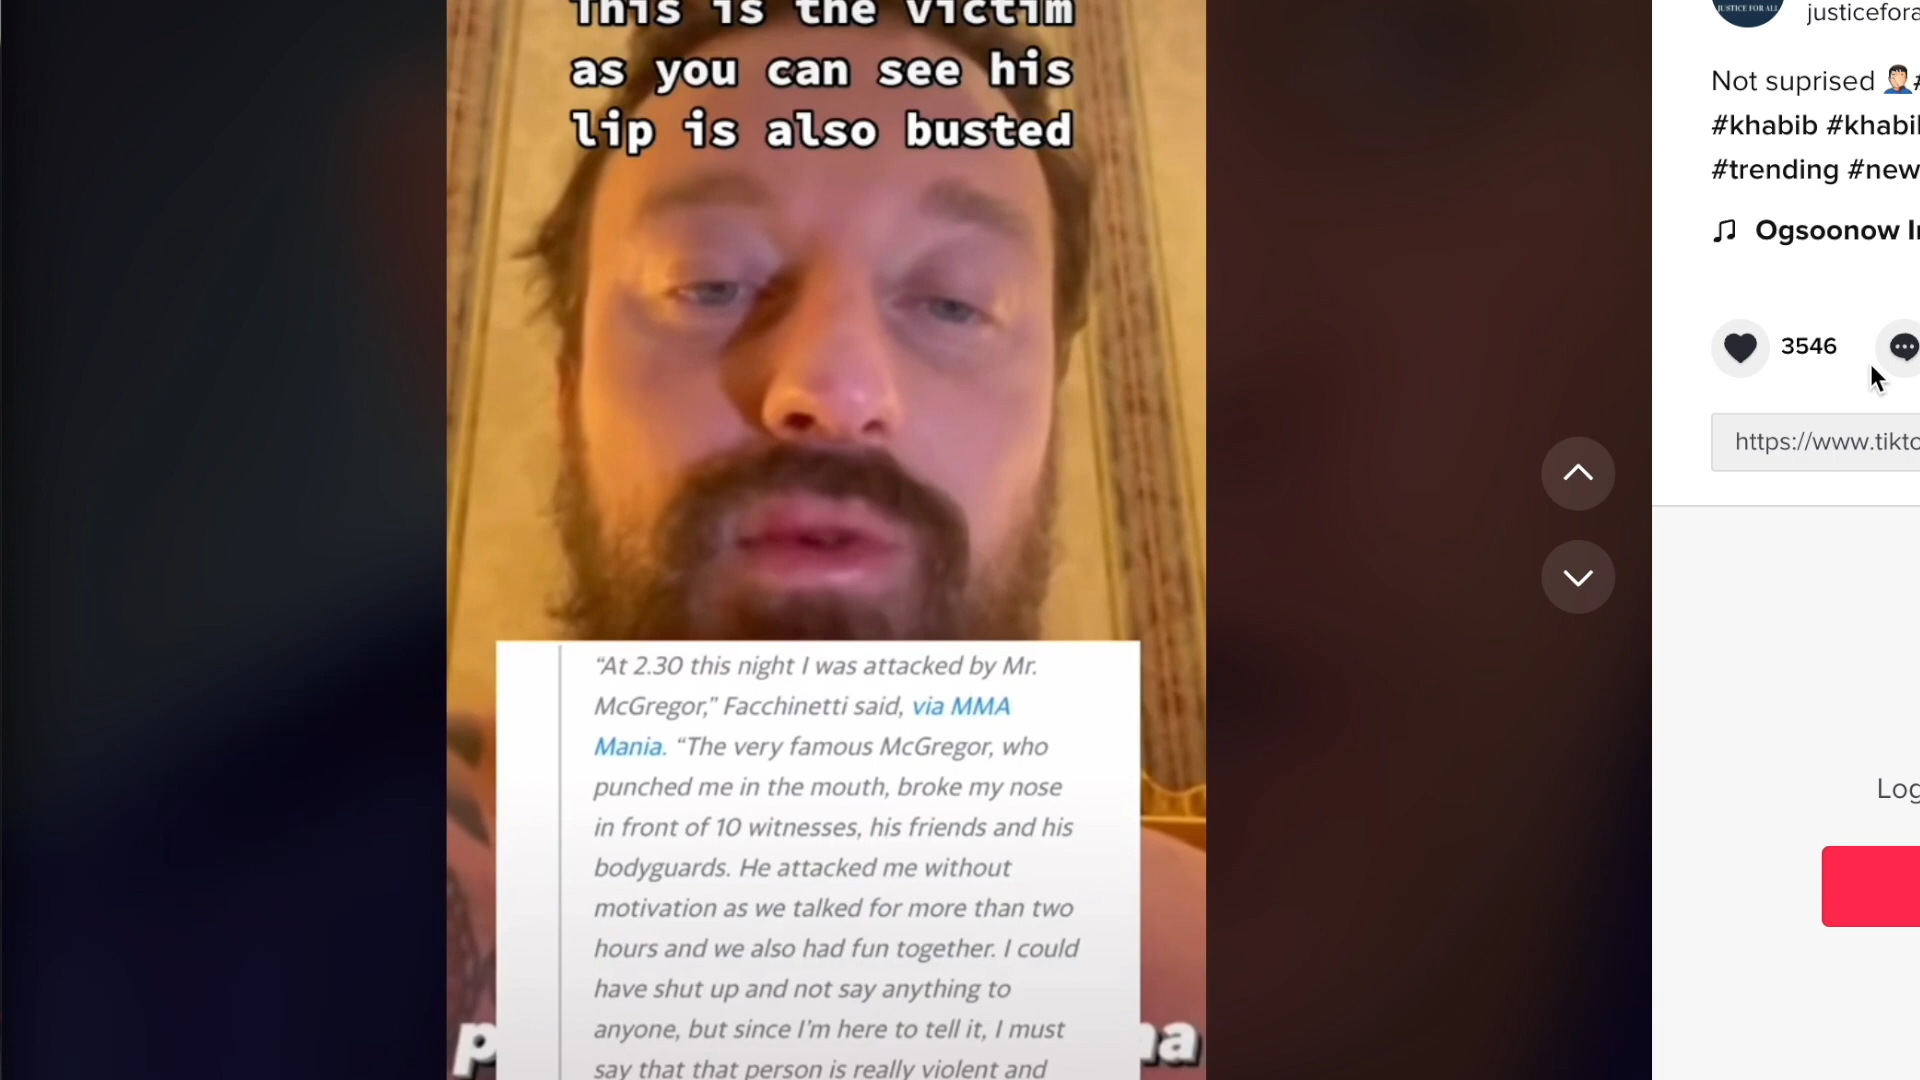 This is the victim
as you can see his
lip is also busted
"At 2.30 this night I was attacked by Mr.
McGregor," Facchinetti said, via MMA
Mania. "The very famous McGregor, who
punched me in the mouth, broke my nose
in front of 10 witnesses, his friends and his
bodyguards. He attacked me without
motivation as we talked for more than two
hours and we also had fun together. I could
have shut up and not say anything to
anyone, but since I'm here to tell it, I must
say that that person is really violent and
JUSTICE FOR ALL
justicefora
Not suprised 🤦🏻‍♂️#
#khabib #khabil
#trending #new
Ogsoonow
3546
https://www.tikto
Log